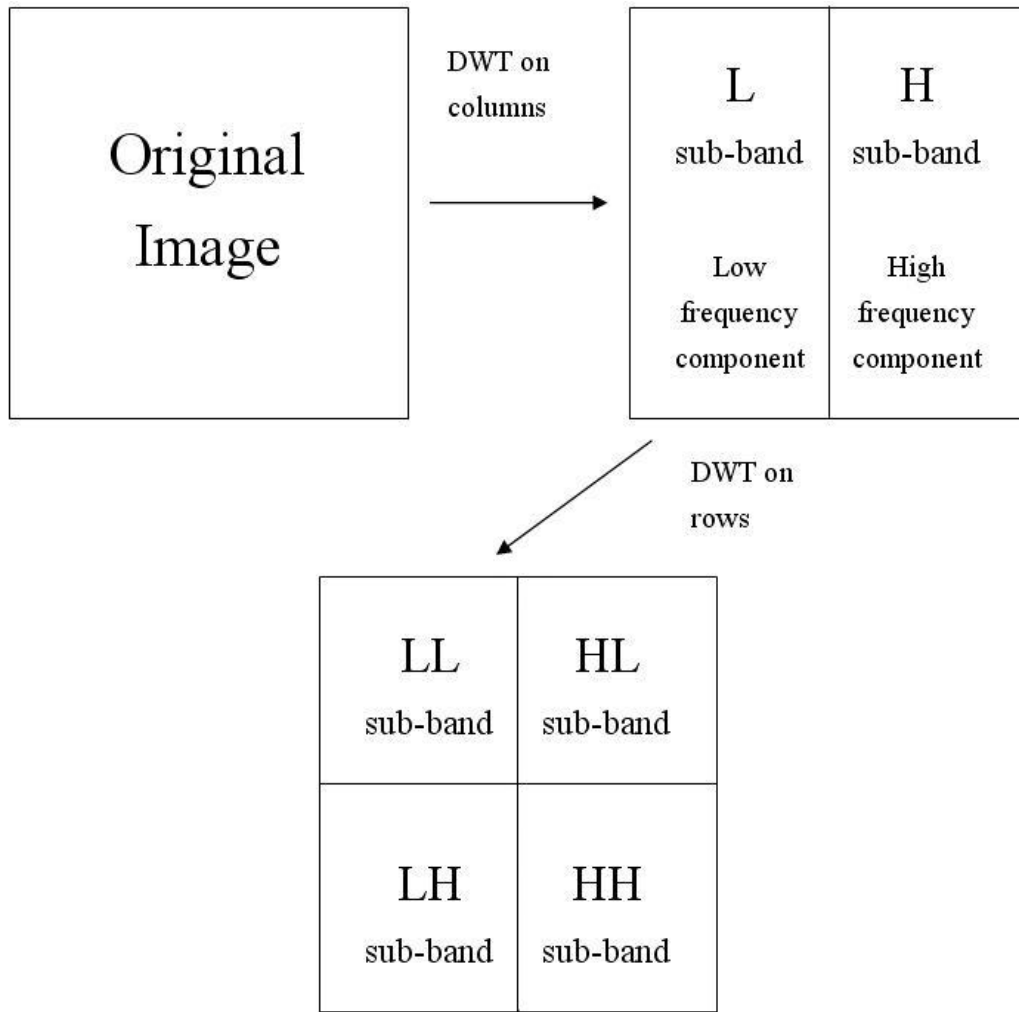 Original
Image
DWT on
columns
L
sub-band
Low
frequency
component
H
sub-band
High
frequency
component
DWT on
rows
LL
sub-band
HL
sub-band
LH
sub-band
HH
sub-band